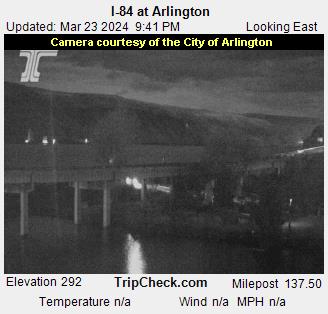 I-84 at Arlington
Updated: Mar 23 2024 9:41 PM Looking East
Camera courtesy of the City of Arlington
Elevation 292 TripCheck.com Milepost 137.50
Temperature n/a Wind n/a MPH n/a